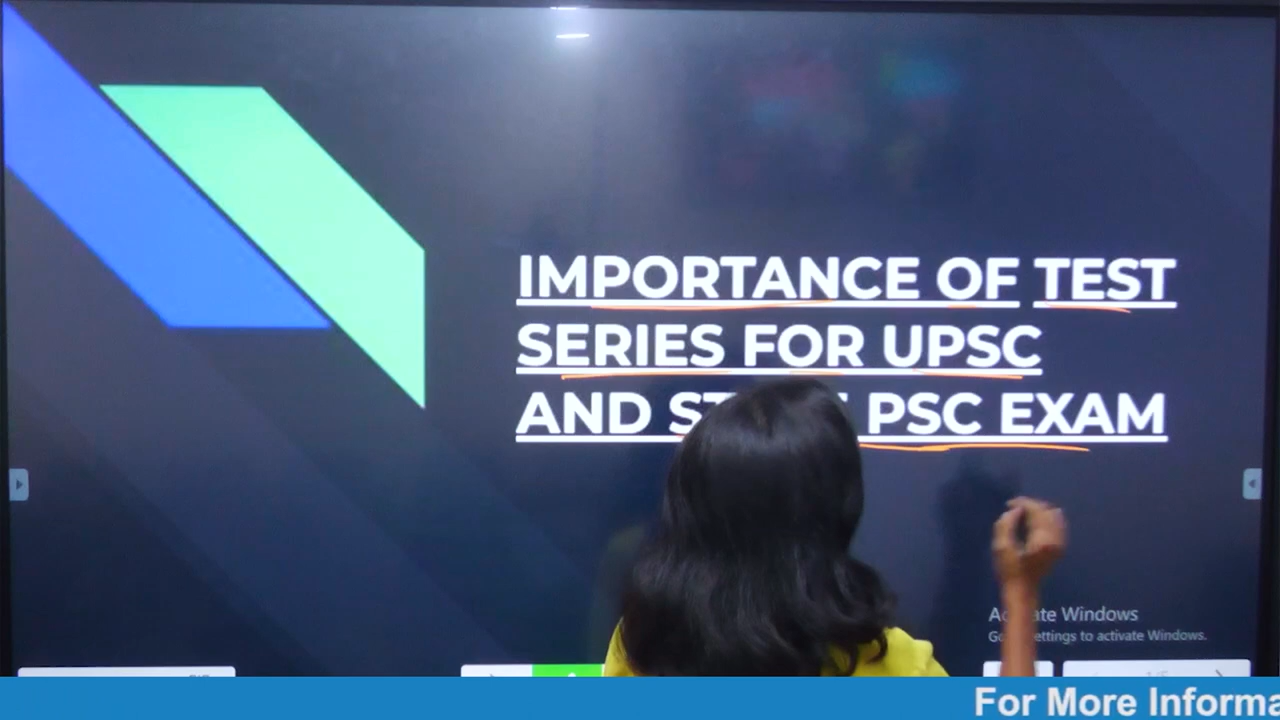 IMPORTANCE OF TEST
SERIES FOR UPSC
AND PSC EXAM
Windows
to activate Windows.
For More